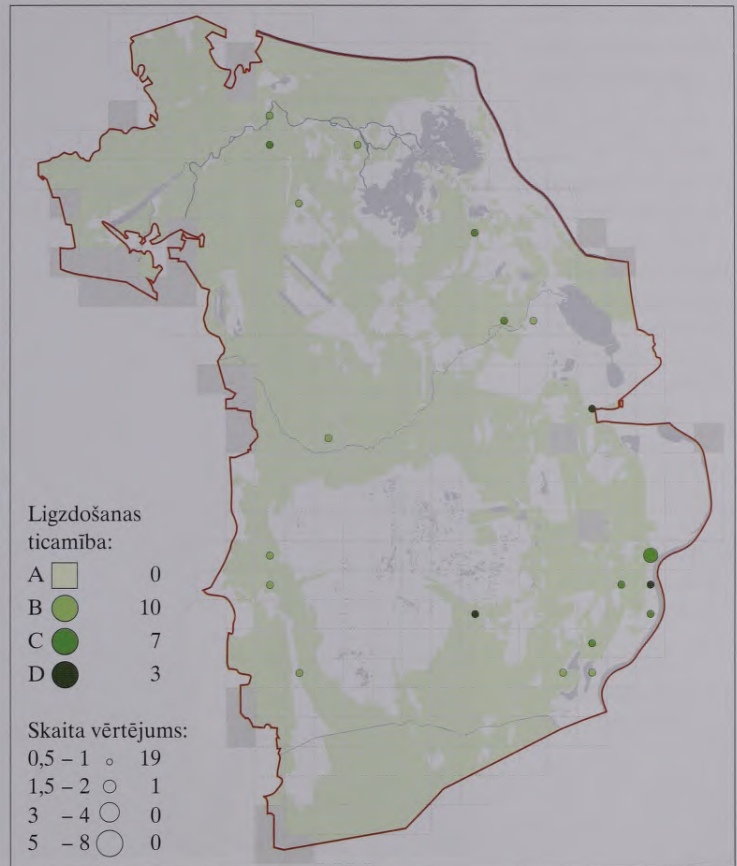 Ligzdošanas
ticamība:
A 0
B 10
C 7
D 3
Skaita vērtējums:
0,5 – 1 19
1,5 – 2 1
3 – 4 0
5 – 8 0